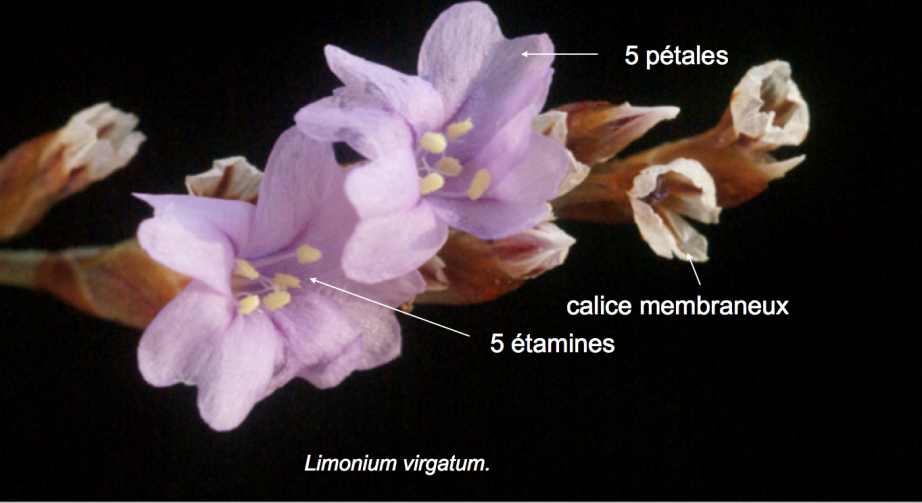 5 pétales
calice membraneux
5 étamines
Limonium virgatum.